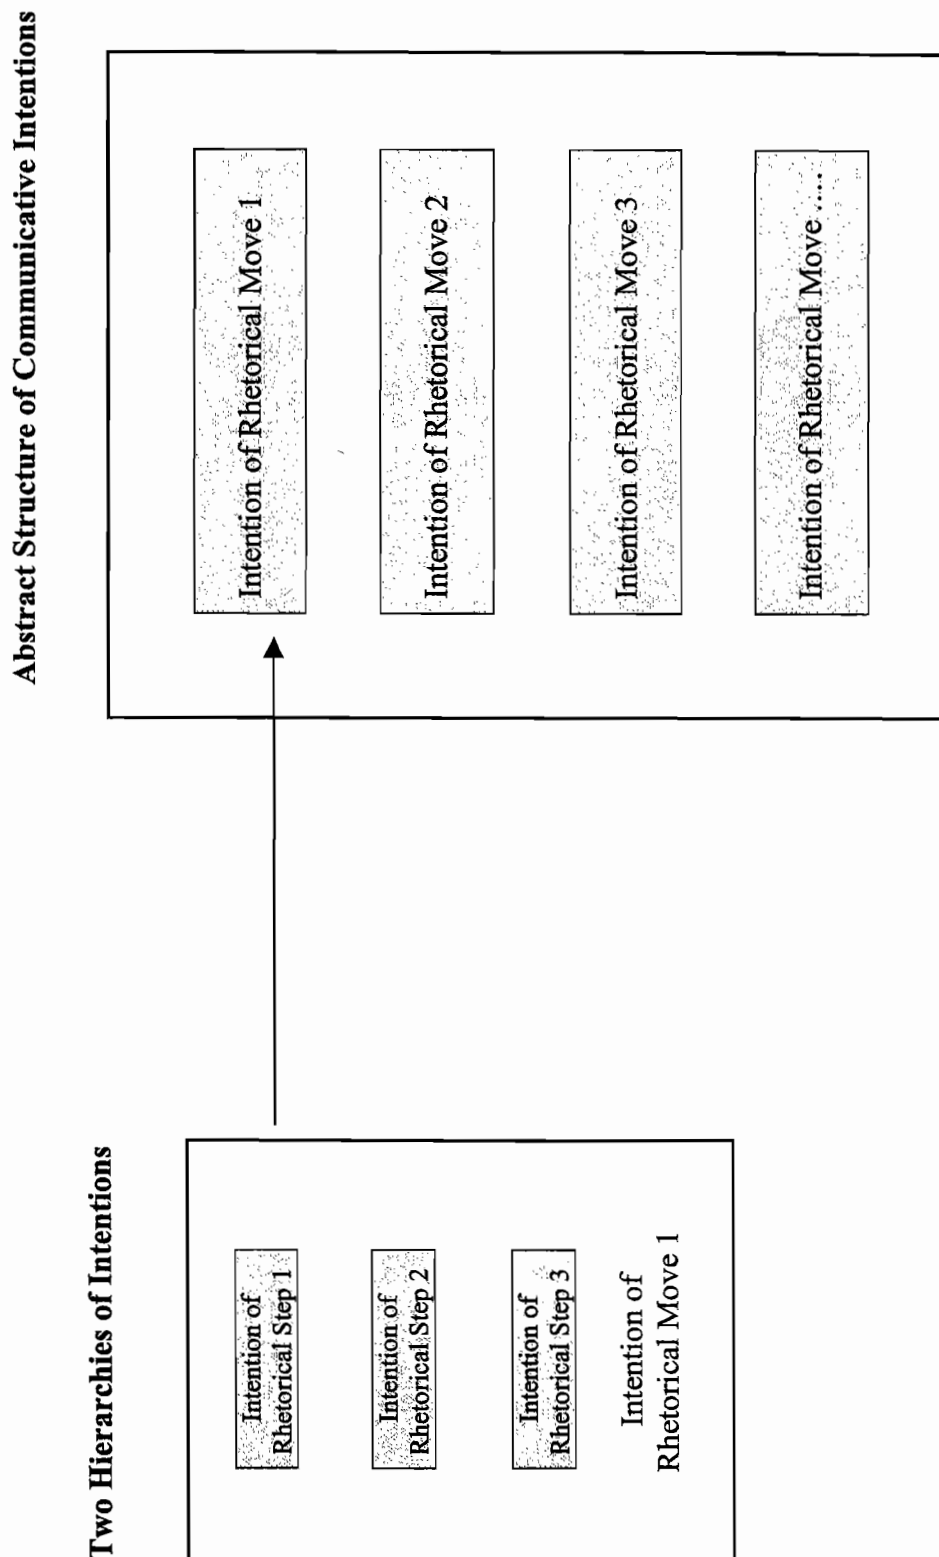 Two Hierarchies of Intentions
Intention of
Rhetorical Step 1
Intention of
Rhetorical Step 2
Intention of
Rhetorical Step 3
Intention of
Rhetorical Move 1
Abstract Structure of Communicative Intentions
Intention of Rhetorical Move 1
Intention of Rhetorical Move 2
Intention of Rhetorical Move 3
Intention of Rhetorical Move .....